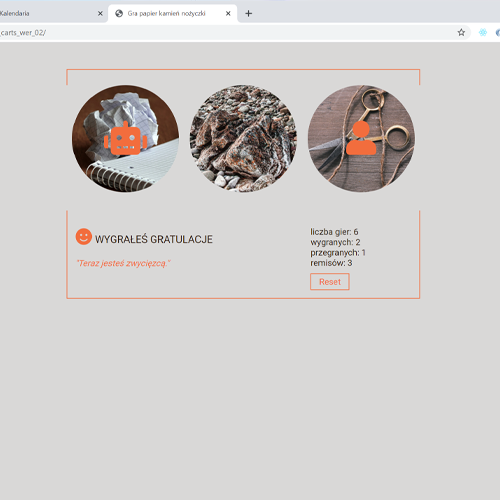 Kalendaria
Gra papier kamień nożyczki
_carts_wer_02/
WYGRAŁEŚ GRATULACJE
"Teraz jesteś zwycięzcą."
liczba gier: 6
wygranych: 2
przegranych: 1
remisów: 3
Reset